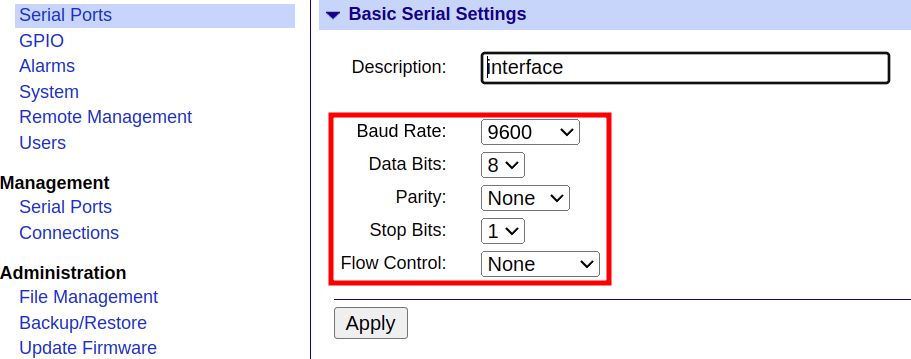 Serial Ports
GPIO
Alarms
System
Remote Management
Users
Management
Serial Ports
Connections
Administration
File Management
Backup/Restore
Update Firmware
Basic Serial Settings
Description: interface
Baud Rate: 9600
Data Bits: 8
Parity: None
Stop Bits: 1
Flow Control: None
Apply